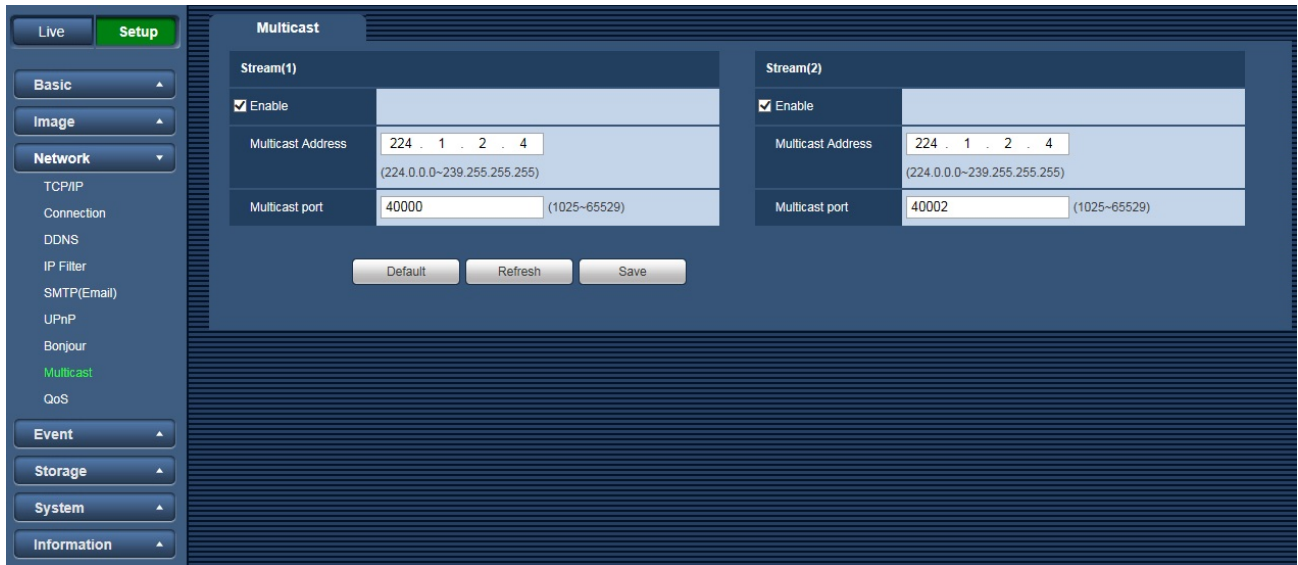 Live Setup
Basic
Image
Network
TCP/IP
Connection
DDNS
IP Filter
SMTP(Email)
UPnP
Bonjour
Multicast
QoS
Event
Storage
System
Information
Multicast
Stream(1)
Enable
Multicast Address 224 . 1 . 2 . 4
(224.0.0.0~239.255.255.255)
Multicast port 40000 (1025~65529)
Stream(2)
Enable
Multicast Address 224 . 1 . 2 . 4
(224.0.0.0~239.255.255.255)
Multicast port 40002 (1025~65529)
Default Refresh Save